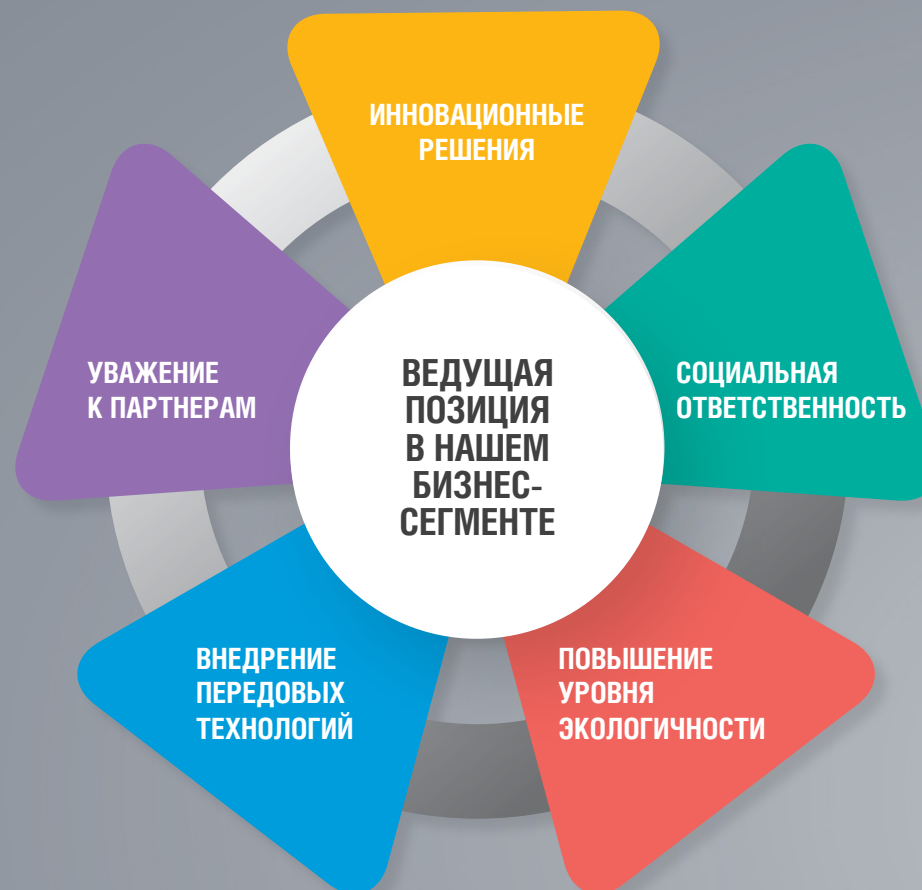 ИННОВАЦИОННЫЕ
РЕШЕНИЯ
УВАЖЕНИЕ
К ПАРТНЕРАМ
ВЕДУЩАЯ
ПОЗИЦИЯ
В НАШЕМ
БИЗНЕС-
СЕГМЕНТЕ
СОЦИАЛЬНАЯ
ОТВЕТСТВЕННОСТЬ
ВНЕДРЕНИЕ
ПЕРЕДОВЫХ
ТЕХНОЛОГИЙ
ПОВЫШЕНИЕ
УРОВНЯ
ЭКОЛОГИЧНОСТИ